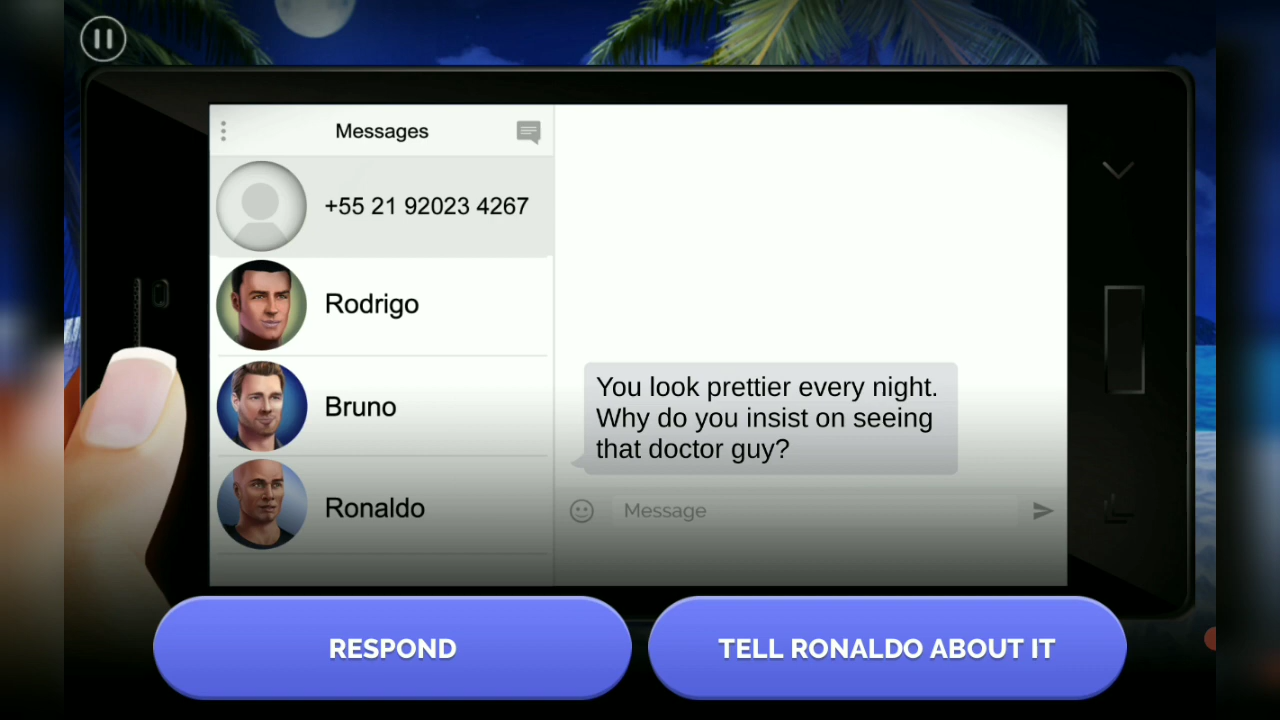 Messages
+55 21 92023 4267
Rodrigo
Bruno
Ronaldo
You look prettier every night.
Why do you insist on seeing
that doctor guy?
Message
RESPOND
TELL RONALDO ABOUT IT